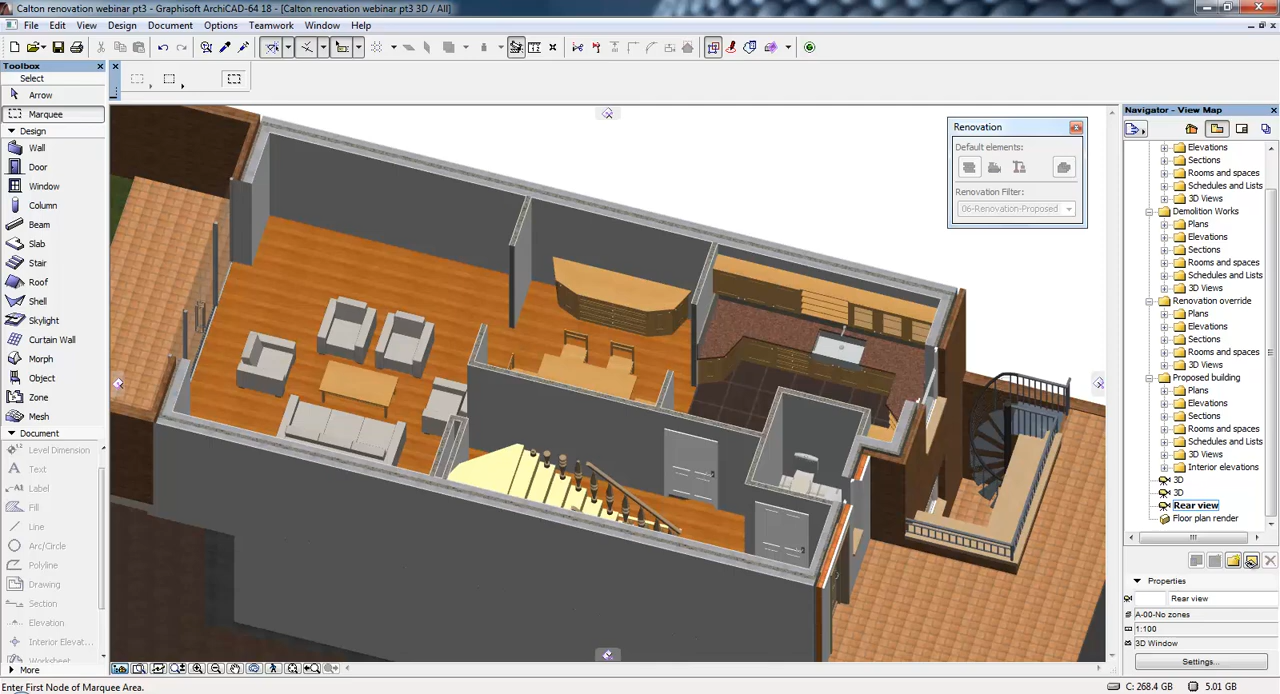 Calton renovation webinar pt3 - Graphisoft ArchiCAD-64 18 - [Calton renovation webinar pt3 3D / All]
File Edit View Design Document Options Teamwork Window Help
Toolbox
Select
Arrow
Marquee
Design
Wall
Door
Window
Column
Beam
Slab
Stair
Roof
Shell
Skylight
Curtain Wall
Morph
Object
Zone
Mesh
Document
Level Dimension
Text
Label
Fill
Line
Arc/Circle
Polyline
Drawing
Section
Elevation
Interior Elevat...
Worksheet
More
Renovation
Default elements:
Renovation Filter:
06-Renovation-Proposed
Navigator - View Map
Elevations
Sections
Rooms and spaces
Schedules and Lists
3D Views
Demolition Works
Plans
Elevations
Sections
Rooms and spaces
Schedules and Lists
3D Views
Renovation override
Plans
Elevations
Sections
Rooms and spaces
Schedules and Lists
3D Views
Proposed building
Plans
Elevations
Sections
Rooms and spaces
Schedules and Lists
3D Views
Interior elevations
3D
3D
Rear view
Floor plan render
Properties
Rear view
A-00-No zones
1:100
3D Window
Settings...
Enter First Node of Marquee Area.
C: 268.4 GB
5.01 GB